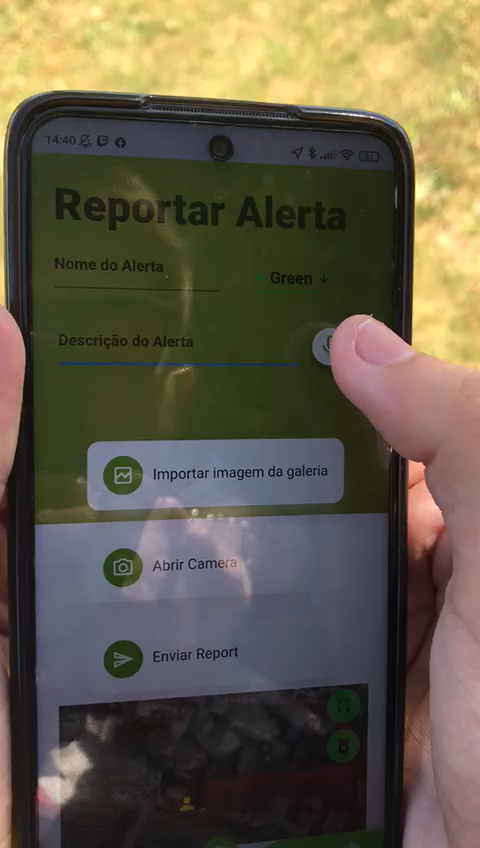 14:40
Reportar Alerta
Nome do Alerta
Green ↓
Descrição do Alerta
Importar imagem da galeria
Abrir Camera
Enviar Report